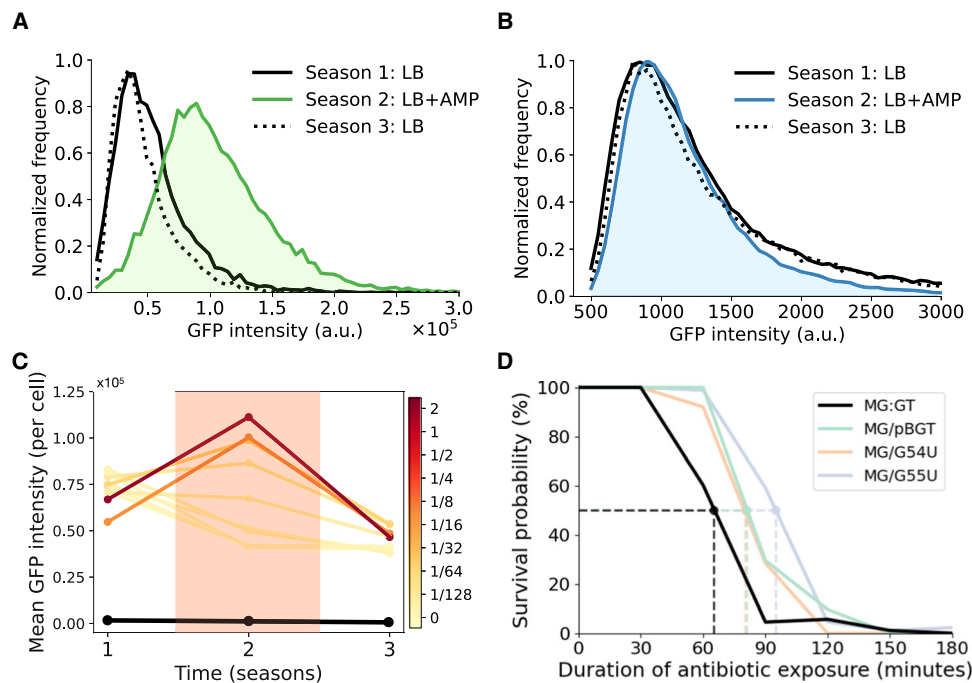 A
Normalized frequency
1.0
0.8
0.6
0.4
0.2
0.0
Season 1: LB
Season 2: LB+AMP
Season 3: LB
0.5
1.0
1.5
2.0
2.5
3.0
GFP intensity (a.u.)
×10⁵
B
Normalized frequency
1.0
0.8
0.6
0.4
0.2
0.0
Season 1: LB
Season 2: LB+AMP
Season 3: LB
500
1000
1500
2000
2500
3000
GFP intensity (a.u.)
C
x10⁵
Mean GFP intensity (per cell)
1.25
1.00
0.75
0.50
0.25
0.00
1
2
3
Time (seasons)
2
1
1/2
1/4
1/8
1/16
1/32
1/64
1/128
0
D
Survival probability (%)
100
80
60
40
20
0
MG:GT
MG/pBGT
MG/G54U
MG/G55U
0
30
60
90
120
150
180
Duration of antibiotic exposure (minutes)